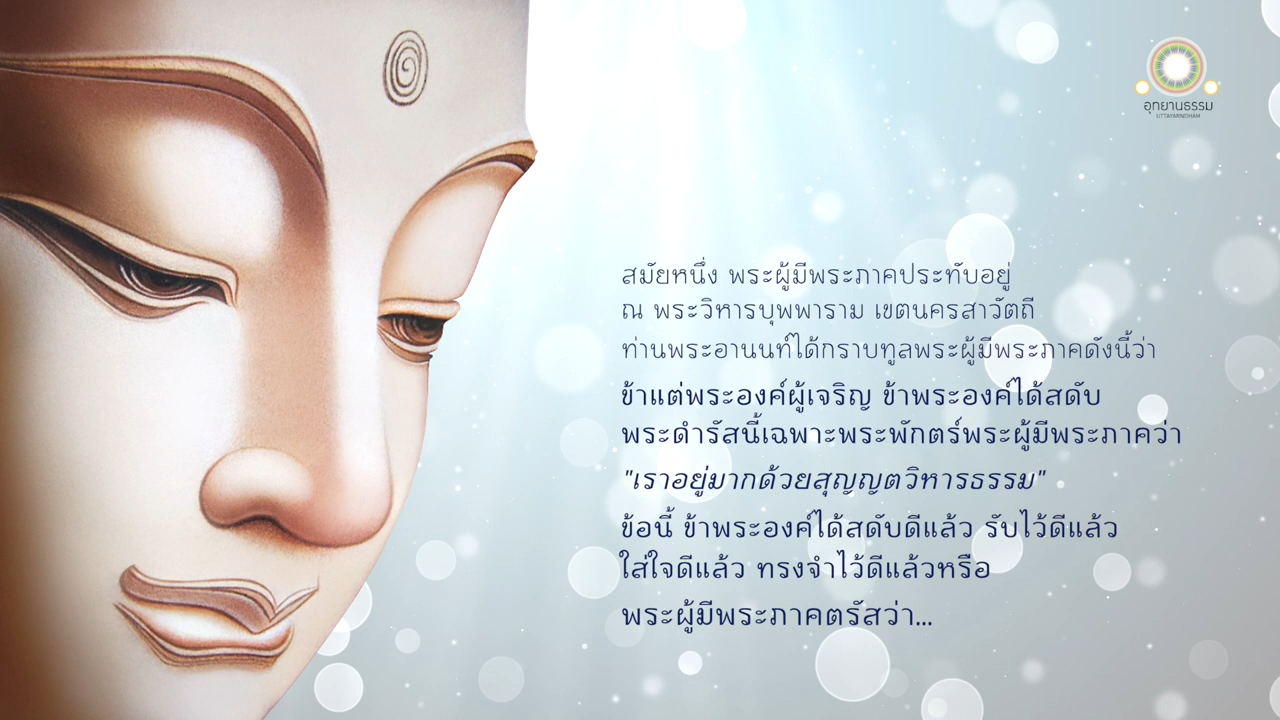 อุทยานธรรม
UTTAYARNDHAM
สมัยหนึ่ง พระผู้มีพระภาคประทับอยู่
ณ พระวิหารบุพพาราม เขตนครสาวัตถี
ท่านพระอานนท์ได้กราบทูลพระผู้มีพระภาคดังนี้ว่า
ข้าแต่พระองค์ผู้เจริญ ข้าพระองค์ได้สดับ
พระดำรัสนี้เฉพาะพระพักตร์พระผู้มีพระภาคว่า
"เราอยู่มากด้วยสุญญตวิหารธรรม"
ข้อนี้ ข้าพระองค์ได้สดับดีแล้ว รับไว้ดีแล้ว
ใส่ใจดีแล้ว ทรงจำไว้ดีแล้วหรือ
พระผู้มีพระภาคตรัสว่า...